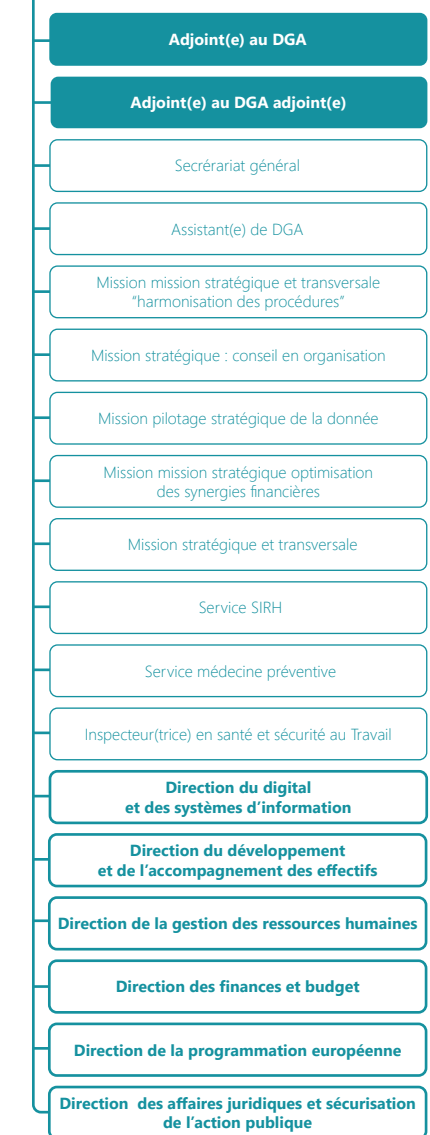 Adjoint(e) au DGA
Adjoint(e) au DGA adjoint(e)
Secrérariat général
Assistant(e) de DGA
Mission mission stratégique et transversale
“harmonisation des procédures”
Mission stratégique : conseil en organisation
Mission pilotage stratégique de la donnée
Mission mission stratégique optimisation
des synergies financières
Mission stratégique et transversale
Service SIRH
Service médecine préventive
Inspecteur(trice) en santé et sécurité au Travail
Direction du digital
et des systèmes d’information
Direction du développement
et de l’accompagnement des effectifs
Direction de la gestion des ressources humaines
Direction des finances et budget
Direction de la programmation européenne
Direction des affaires juridiques et sécurisation
de l’action publique